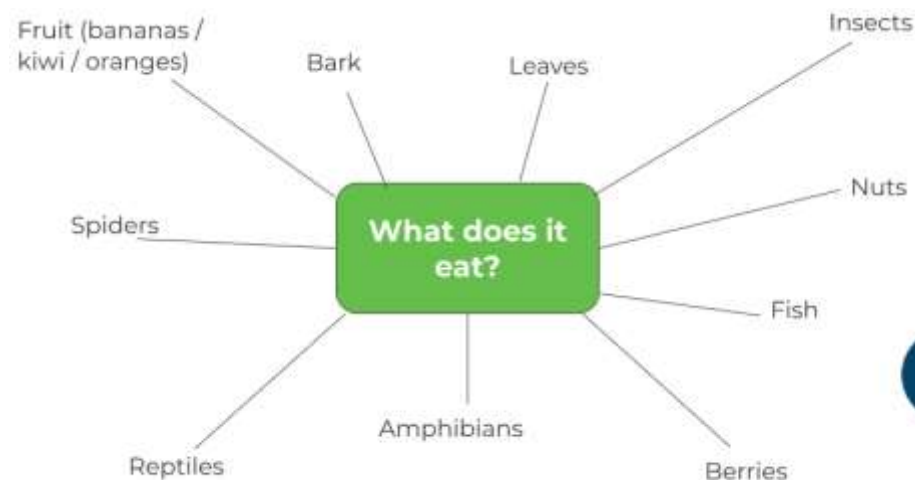 Fruit (bananas /
kiwi / oranges)
Bark
Leaves
Insects
Spiders
What does it
eat?
Nuts
Fish
Reptiles
Amphibians
Berries